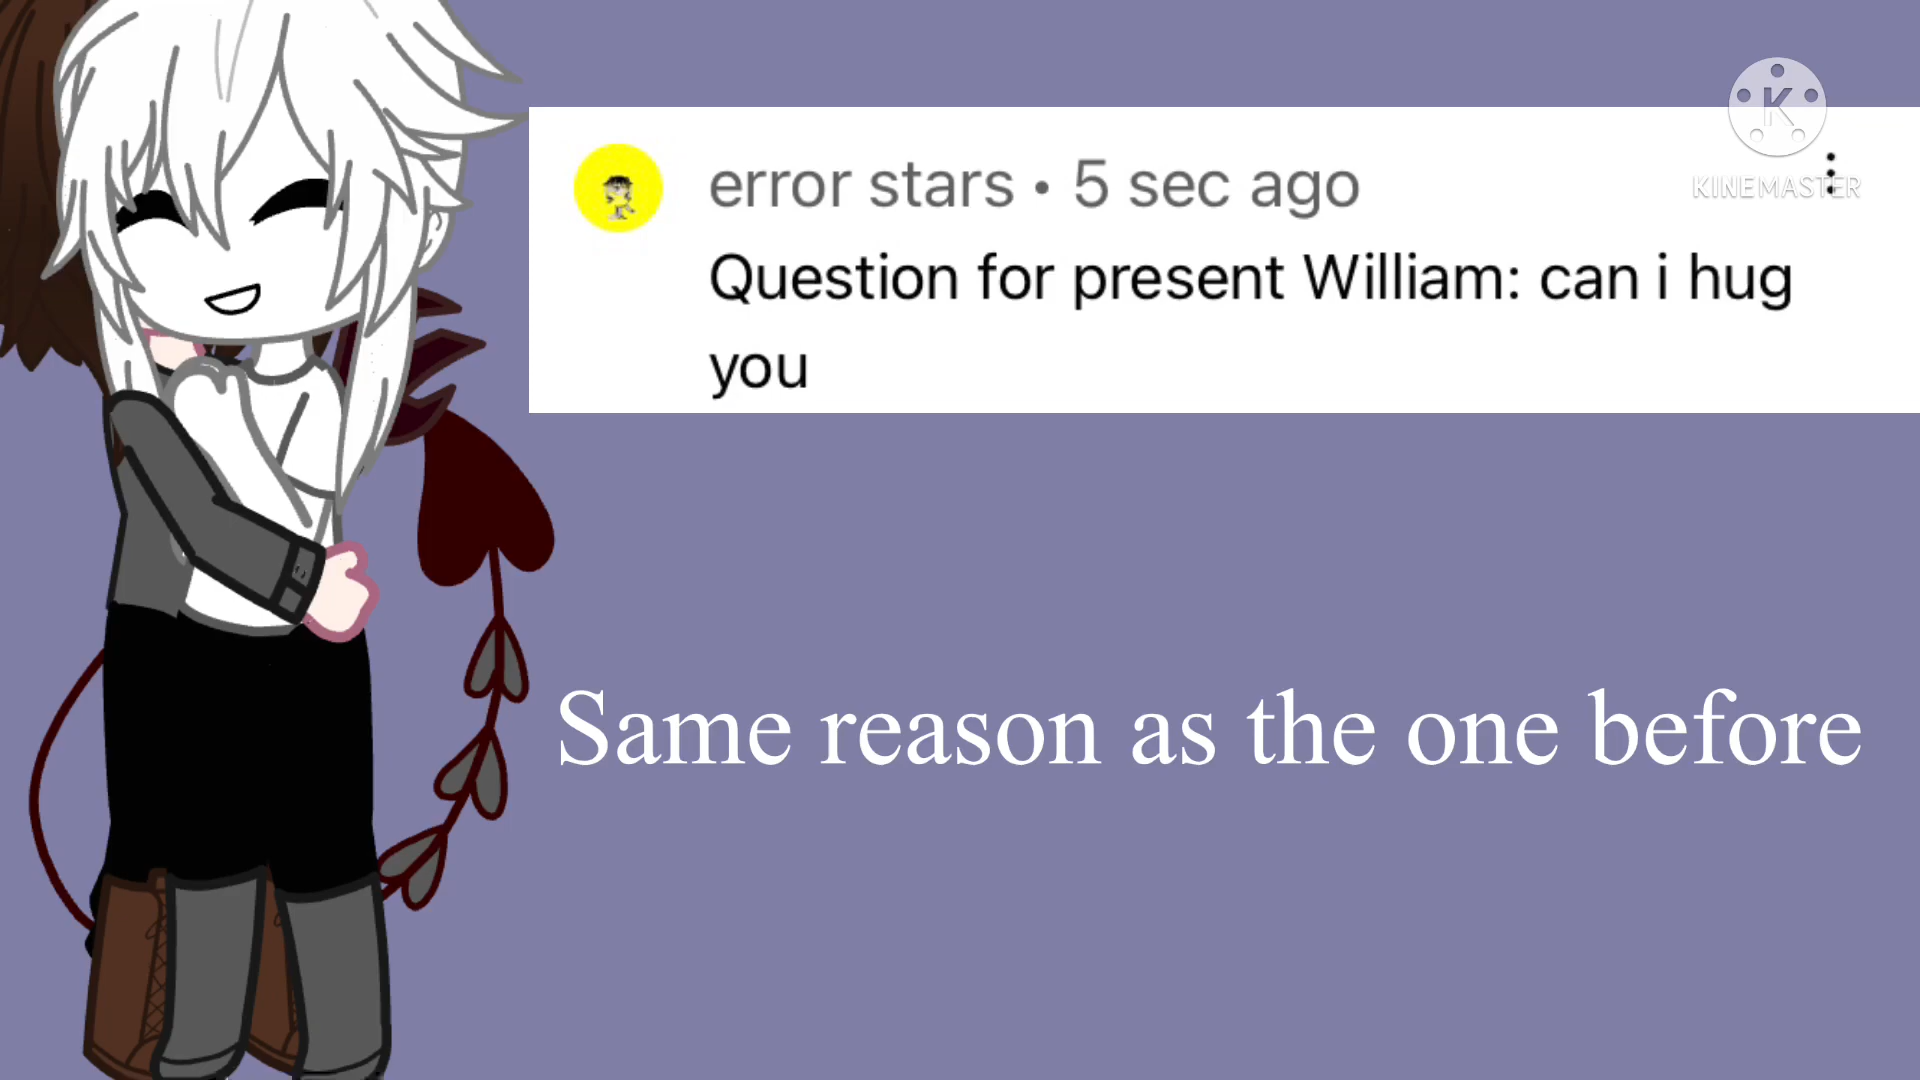 error stars • 5 sec ago
Question for present William: can i hug
you
K
KINEMASTER
Same reason as the one before